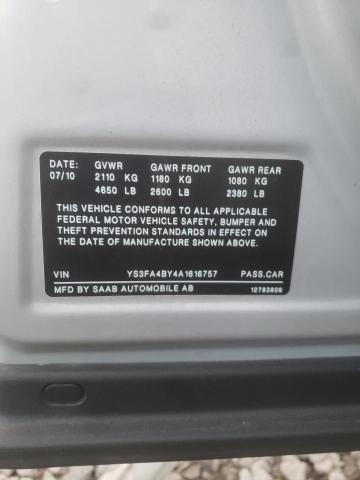 DATE: GVWR GAWR FRONT GAWR REAR
07/10 2110 KG 1180 KG 1080 KG
4650 LB 2600 LB 2380 LB
THIS VEHICLE CONFORMS TO ALL APPLICABLE
FEDERAL MOTOR VEHICLE SAFETY, BUMPER AND
THEFT PREVENTION STANDARDS IN EFFECT ON
THE DATE OF MANUFACTURE SHOWN ABOVE.
VIN YS3FA4BY4A1616757 PASS.CAR
MFD BY SAAB AUTOMOBILE AB 12783809